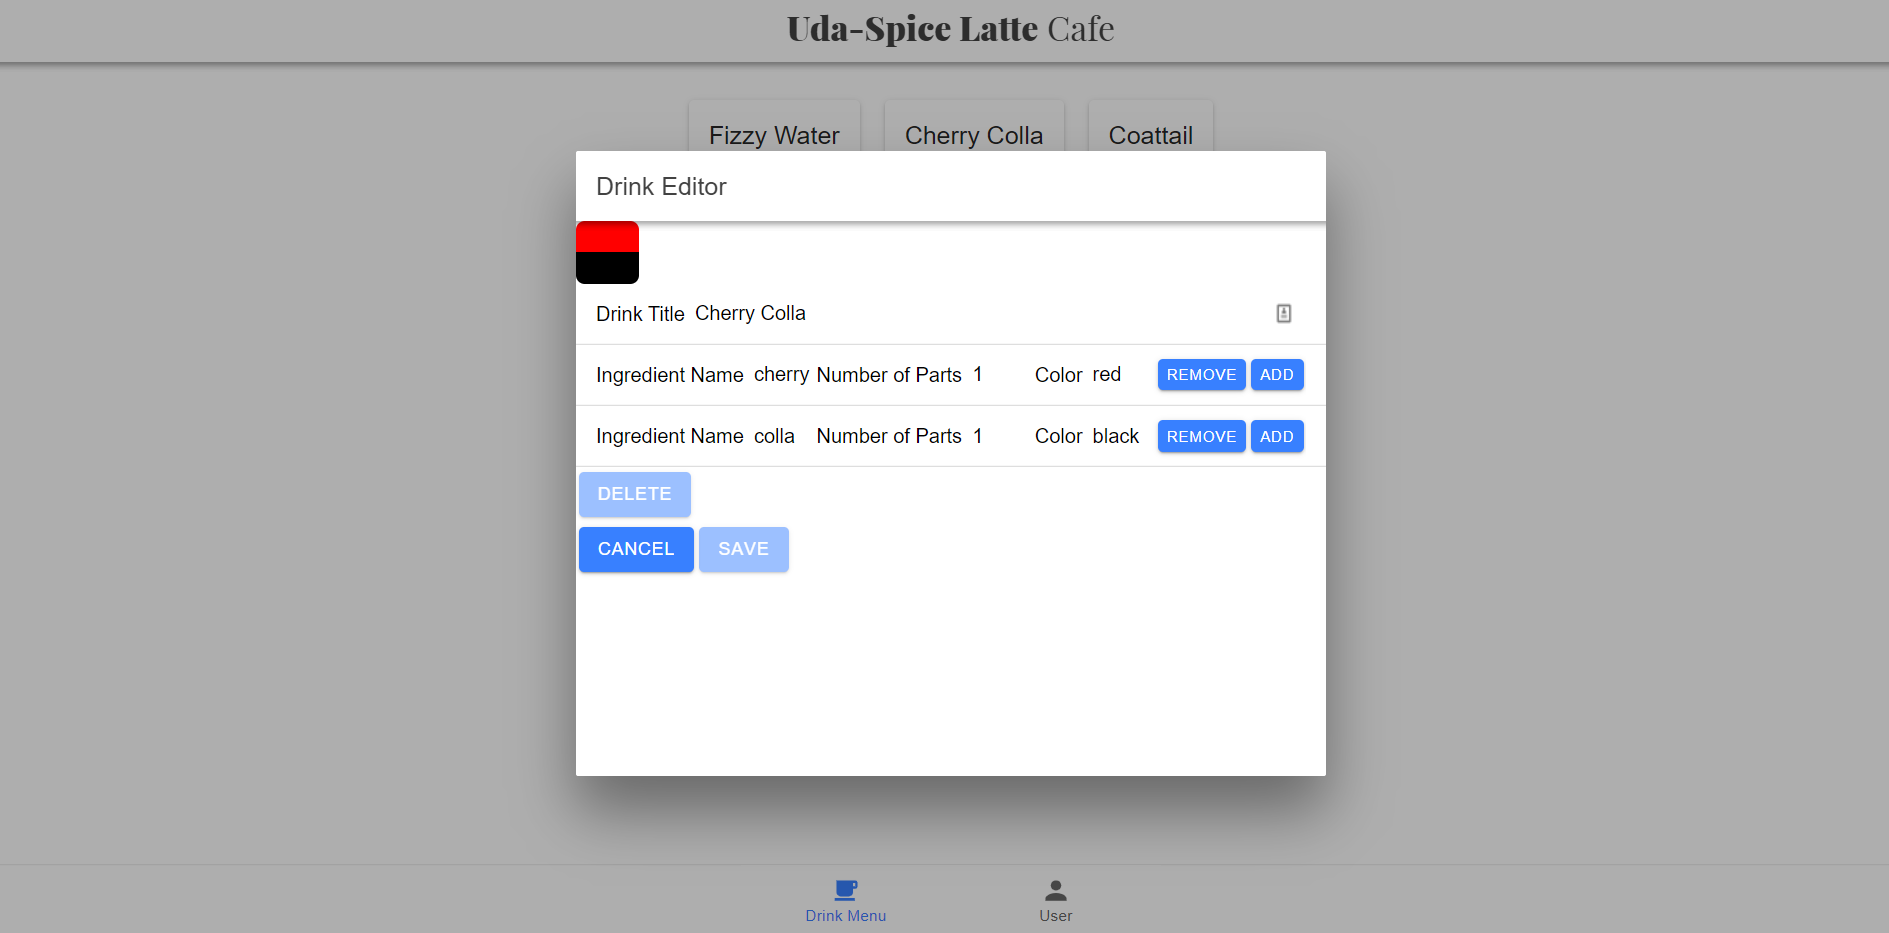 Uda-Spice Latte Cafe
Fizzy Water Cherry Colla Coattail
Drink Editor
Drink Title Cherry Colla
Ingredient Name cherry Number of Parts 1 Color red REMOVE ADD
Ingredient Name colla Number of Parts 1 Color black REMOVE ADD
DELETE
CANCEL SAVE
Drink Menu User